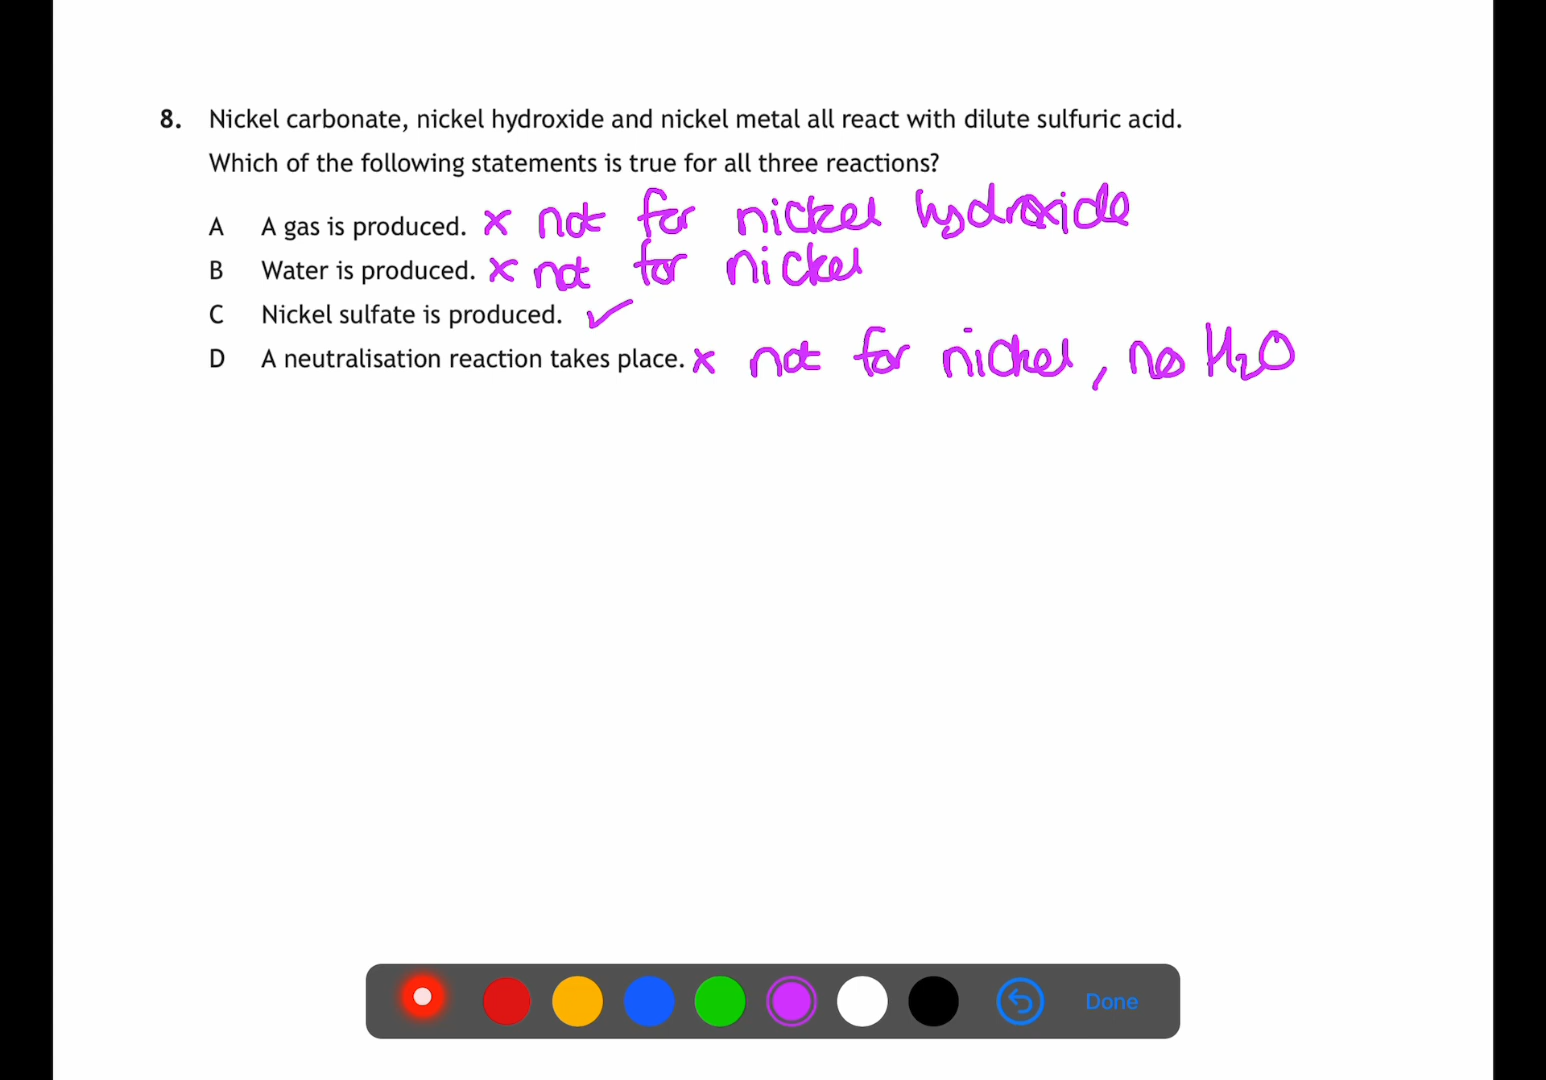 8. Nickel carbonate, nickel hydroxide and nickel metal all react with dilute sulfuric acid.
Which of the following statements is true for all three reactions?
A A gas is produced. x not for nickel hydroxide
B Water is produced. x not for nickel
C Nickel sulfate is produced. ✓
D A neutralisation reaction takes place. x not for nickel, no H₂O
Done